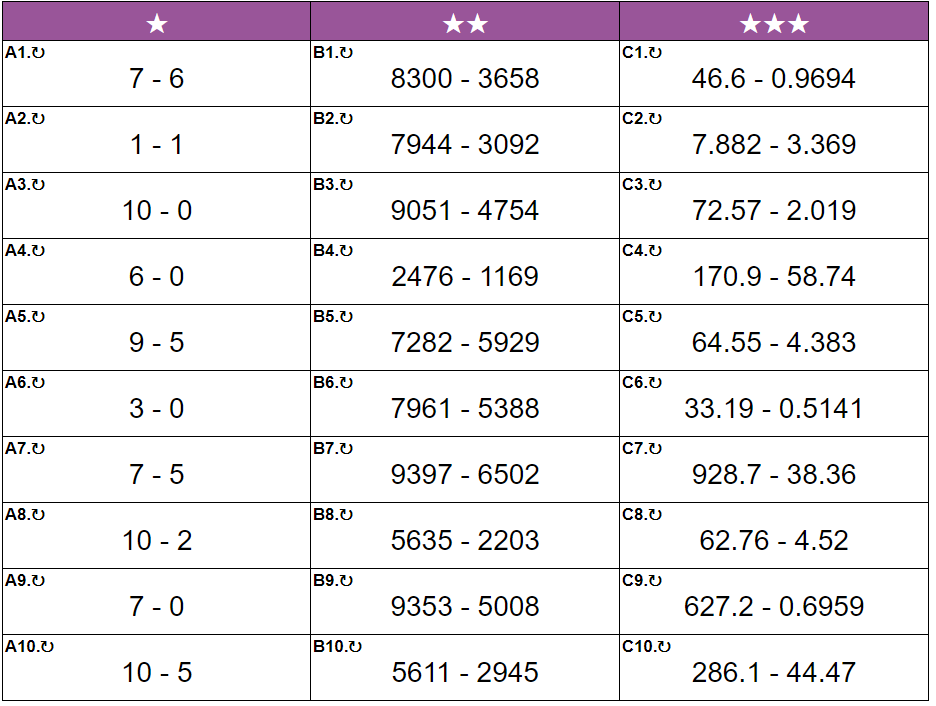 ★ ★★ ★★★
A1.↻ B1.↻ C1.↻
7 - 6 8300 - 3658 46.6 - 0.9694
A2.↻ B2.↻ C2.↻
1 - 1 7944 - 3092 7.882 - 3.369
A3.↻ B3.↻ C3.↻
10 - 0 9051 - 4754 72.57 - 2.019
A4.↻ B4.↻ C4.↻
6 - 0 2476 - 1169 170.9 - 58.74
A5.↻ B5.↻ C5.↻
9 - 5 7282 - 5929 64.55 - 4.383
A6.↻ B6.↻ C6.↻
3 - 0 7961 - 5388 33.19 - 0.5141
A7.↻ B7.↻ C7.↻
7 - 5 9397 - 6502 928.7 - 38.36
A8.↻ B8.↻ C8.↻
10 - 2 5635 - 2203 62.76 - 4.52
A9.↻ B9.↻ C9.↻
7 - 0 9353 - 5008 627.2 - 0.6959
A10.↻ B10.↻ C10.↻
10 - 5 5611 - 2945 286.1 - 44.47